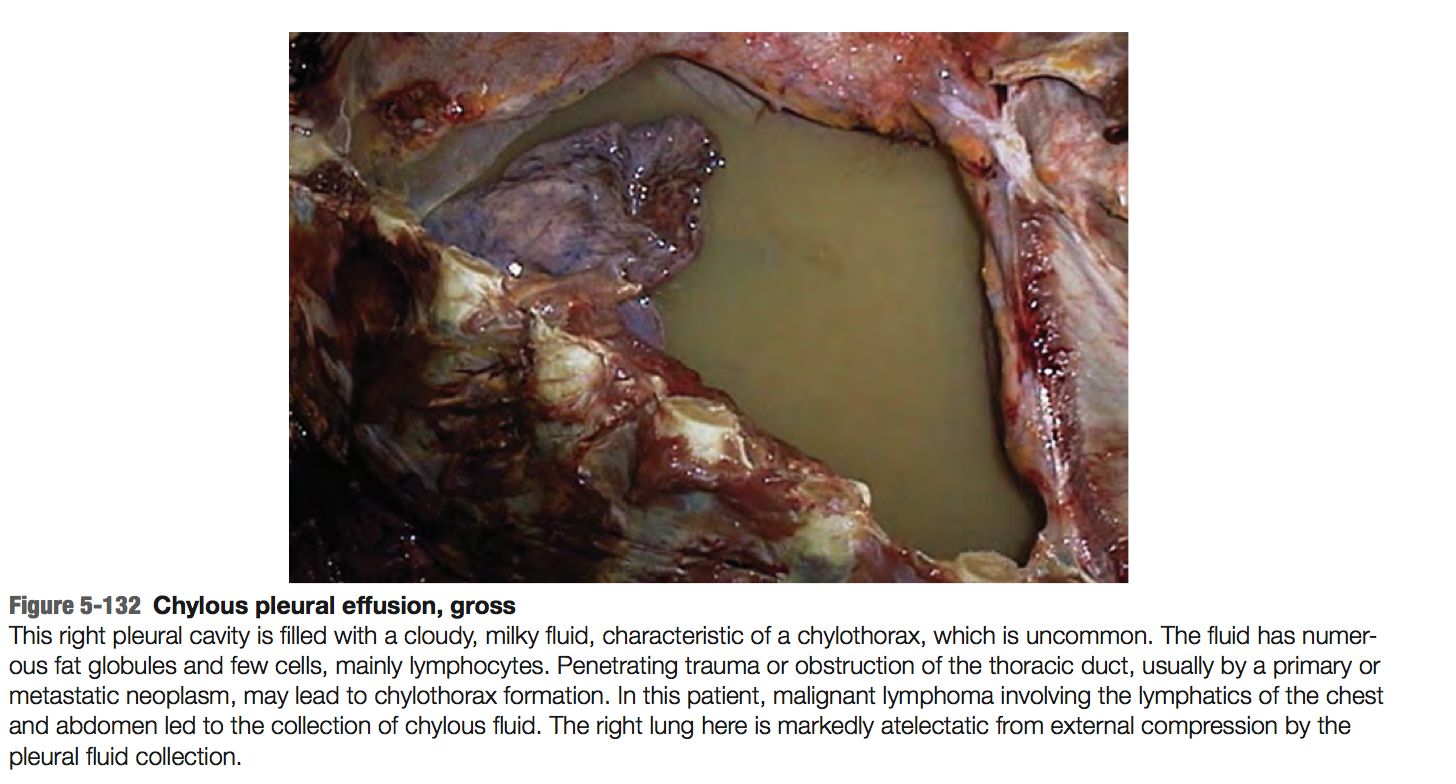 Figure 5-132 Chylous pleural effusion, gross
This right pleural cavity is filled with a cloudy, milky fluid, characteristic of a chylothorax, which is uncommon. The fluid has numer-
ous fat globules and few cells, mainly lymphocytes. Penetrating trauma or obstruction of the thoracic duct, usually by a primary or
metastatic neoplasm, may lead to chylothorax formation. In this patient, malignant lymphoma involving the lymphatics of the chest
and abdomen led to the collection of chylous fluid. The right lung here is markedly atelectatic from external compression by the
pleural fluid collection.